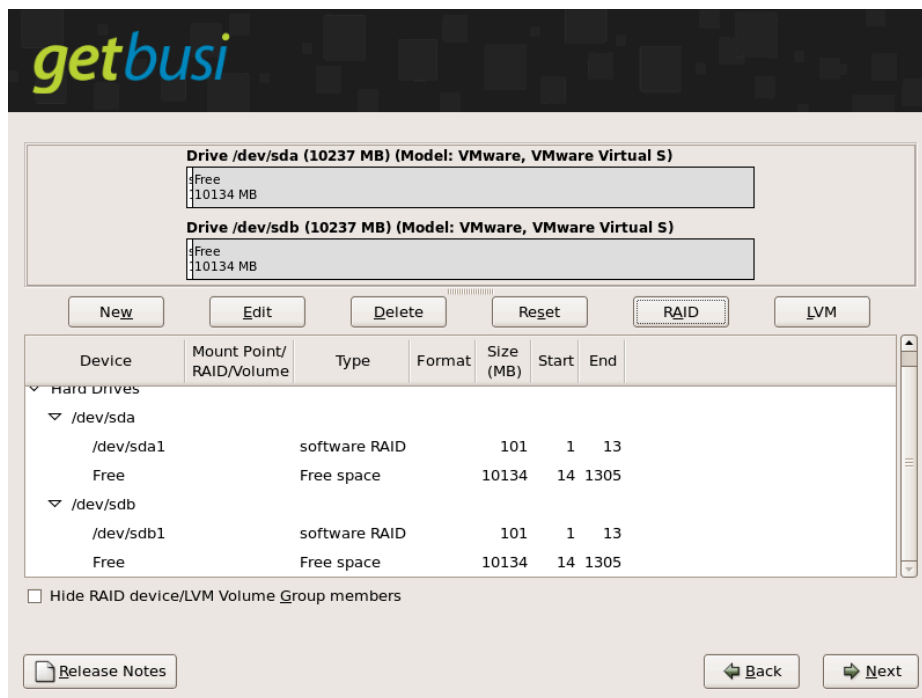 getbusi
Drive /dev/sda (10237 MB) (Model: VMware, VMware Virtual S)
Free
10134 MB
Drive /dev/sdb (10237 MB) (Model: VMware, VMware Virtual S)
Free
10134 MB
New Edit Delete Reset RAID LVM
Device Mount Point/ RAID/Volume Type Format Size (MB) Start End
Hard Drives
/dev/sda
/dev/sda1 software RAID 101 1 13
Free Free space 10134 14 1305
/dev/sdb
/dev/sdb1 software RAID 101 1 13
Free Free space 10134 14 1305
Hide RAID device/LVM Volume Group members
Release Notes Back Next